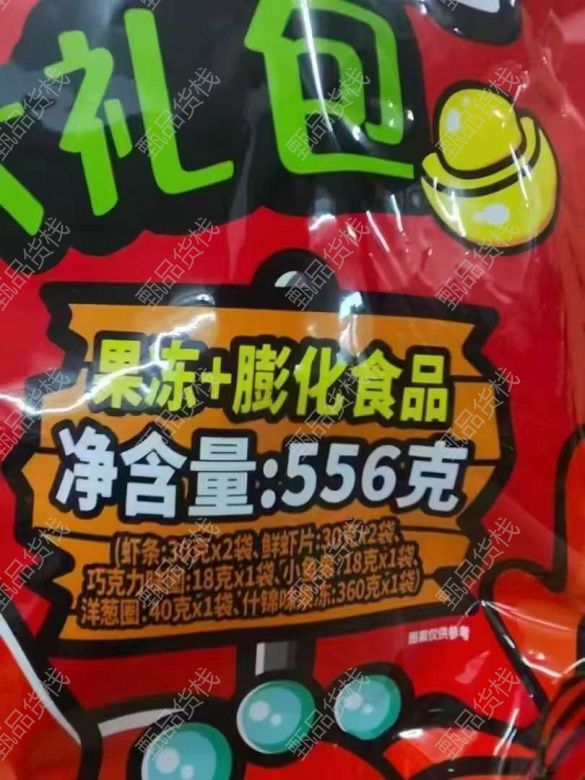 大礼包
果冻+膨化食品
净含量:556克
(虾条:30克x2袋、鲜虾片:30克x2袋、
巧克力味圈:18克x1袋、小 18克x1袋、
洋葱圈:40克x1袋、什锦味果冻:360克x1袋)
图案仅供参考
甄品货栈